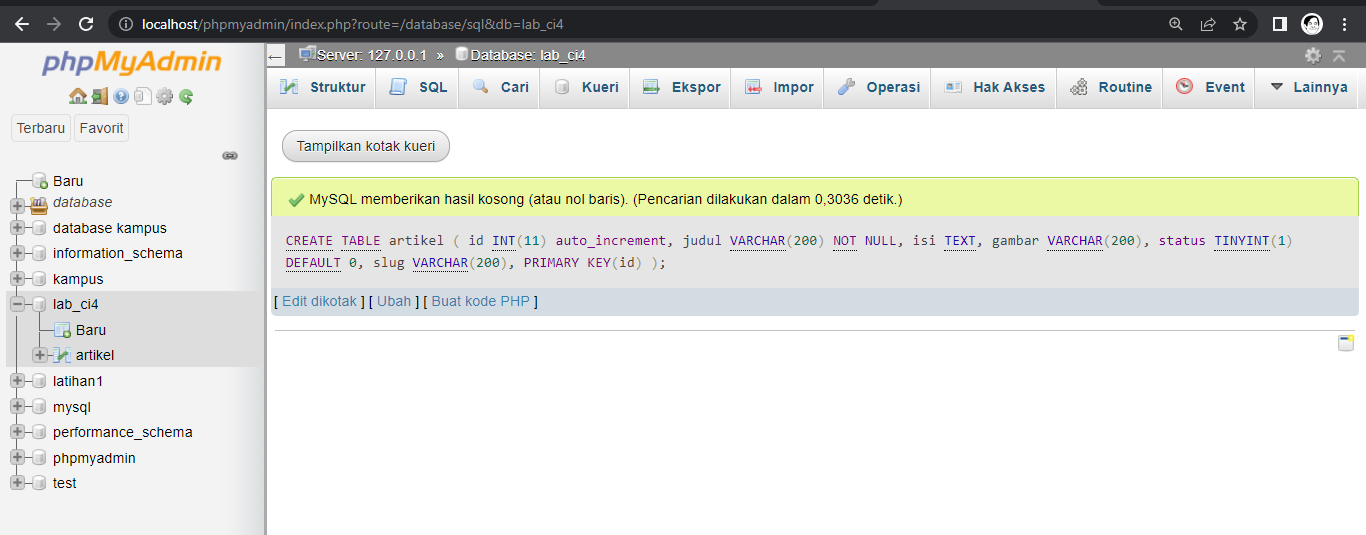 localhost/phpmyadmin/index.php?route=/database/sql&db=lab_ci4
phpMyAdmin
Terbaru Favorit
Baru
database
database kampus
information_schema
kampus
lab_ci4
Baru
artikel
latihan1
mysql
performance_schema
phpmyadmin
test
Server: 127.0.0.1 » Database: lab_ci4
Struktur SQL Cari Kueri Ekspor Impor Operasi Hak Akses Routine Event Lainnya
Tampilkan kotak kueri
MySQL memberikan hasil kosong (atau nol baris). (Pencarian dilakukan dalam 0,3036 detik.)
CREATE TABLE artikel ( id INT(11) auto_increment, judul VARCHAR(200) NOT NULL, isi TEXT, gambar VARCHAR(200), status TINYINT(1)
DEFAULT 0, slug VARCHAR(200), PRIMARY KEY(id) );
[ Edit dikotak ] [ Ubah ] [ Buat kode PHP ]